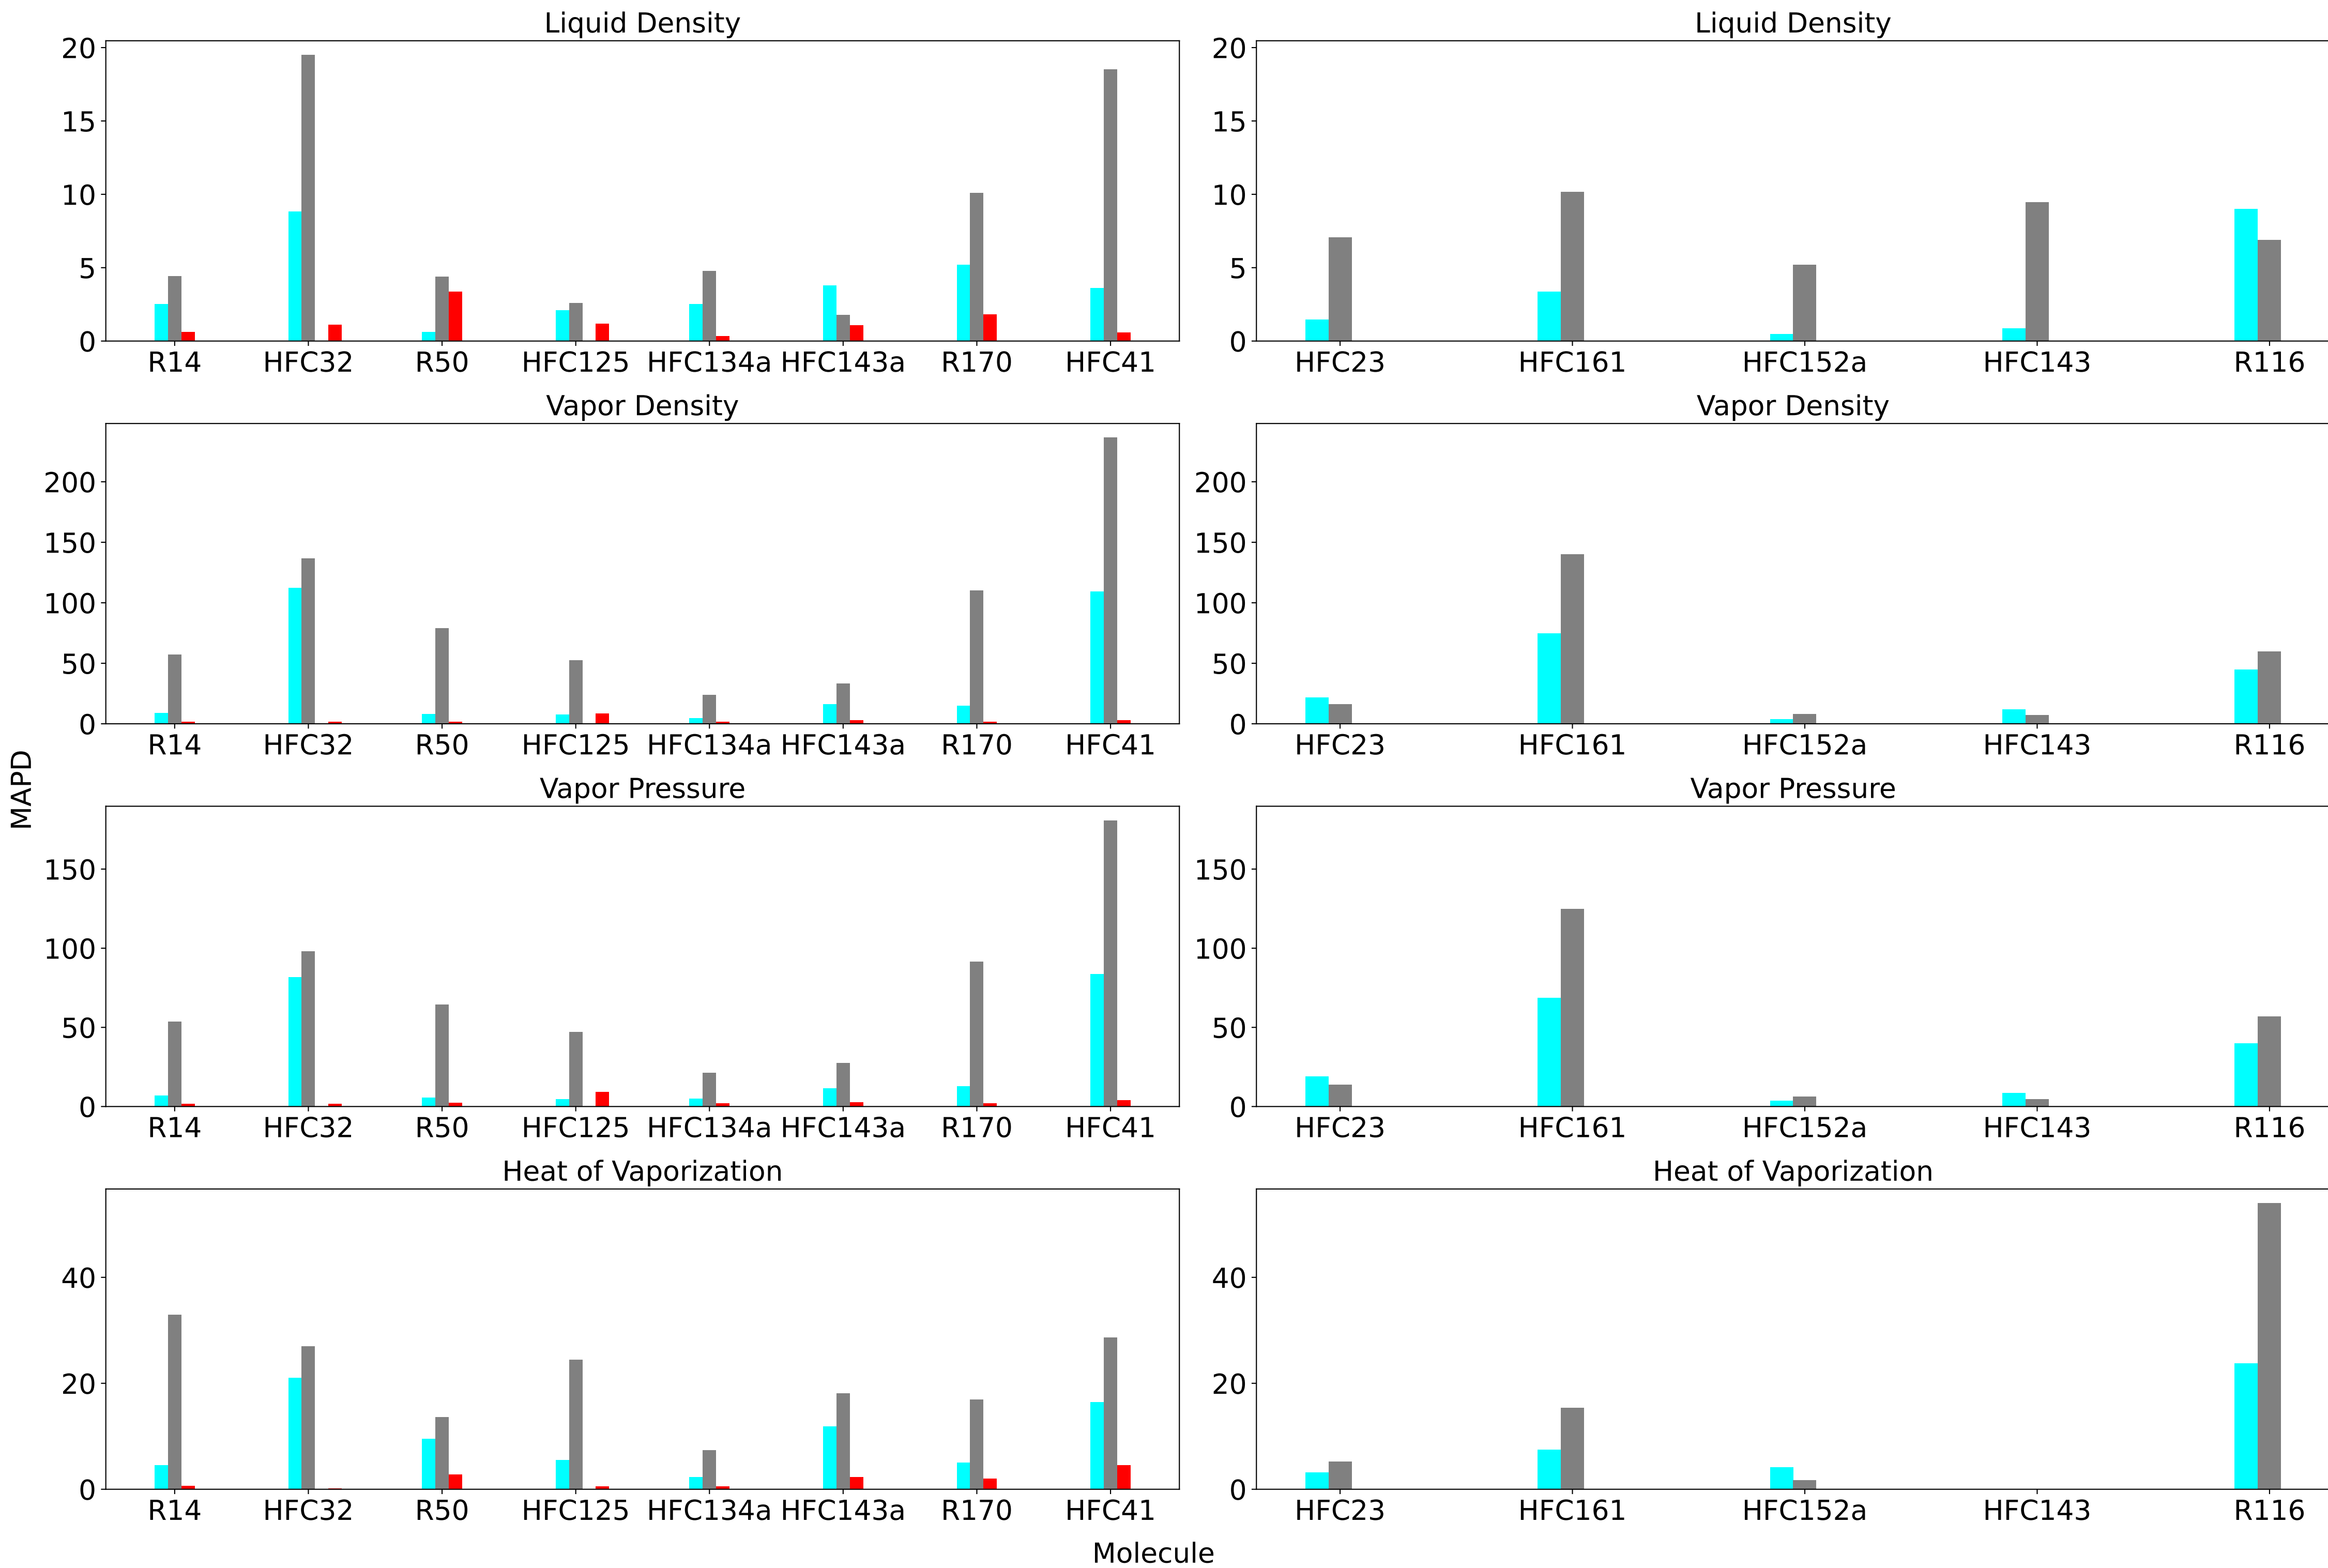 Liquid Density
Liquid Density
20
15
10
5
0
R14 HFC32 R50 HFC125 HFC134a HFC143a R170 HFC41
20
15
10
5
0
HFC23 HFC161 HFC152a HFC143 R116
Vapor Density
Vapor Density
200
150
100
50
0
R14 HFC32 R50 HFC125 HFC134a HFC143a R170 HFC41
200
150
100
50
0
HFC23 HFC161 HFC152a HFC143 R116
MAPD
Vapor Pressure
Vapor Pressure
150
100
50
0
R14 HFC32 R50 HFC125 HFC134a HFC143a R170 HFC41
150
100
50
0
HFC23 HFC161 HFC152a HFC143 R116
Heat of Vaporization
Heat of Vaporization
40
20
0
R14 HFC32 R50 HFC125 HFC134a HFC143a R170 HFC41
40
20
0
HFC23 HFC161 HFC152a HFC143 R116
Molecule